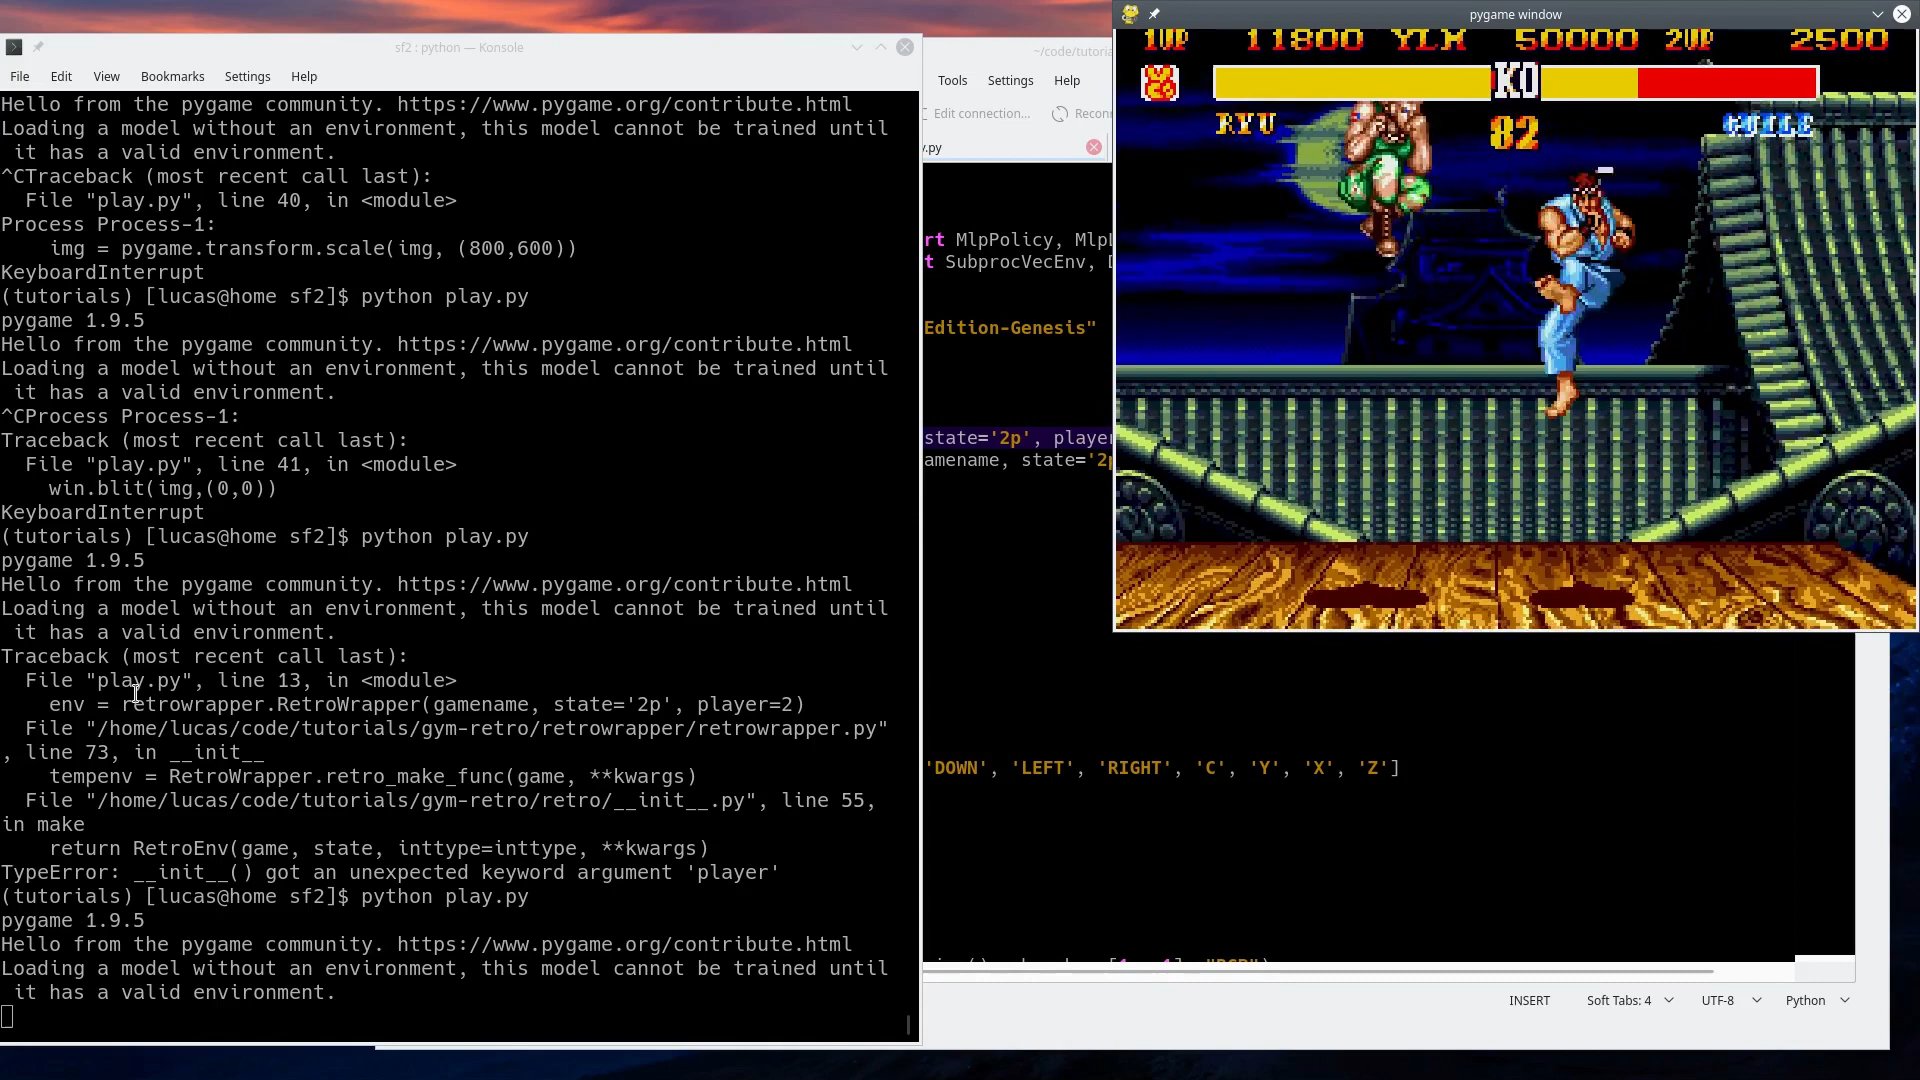 sf2 : python — Konsole
File Edit View Bookmarks Settings Help
Hello from the pygame community. https://www.pygame.org/contribute.html
Loading a model without an environment, this model cannot be trained until
 it has a valid environment.
^CTraceback (most recent call last):
  File "play.py", line 40, in <module>
Process Process-1:
    img = pygame.transform.scale(img, (800,600))
KeyboardInterrupt
(tutorials) [lucas@home sf2]$ python play.py
pygame 1.9.5
Hello from the pygame community. https://www.pygame.org/contribute.html
Loading a model without an environment, this model cannot be trained until
 it has a valid environment.
^CProcess Process-1:
Traceback (most recent call last):
  File "play.py", line 41, in <module>
    win.blit(img,(0,0))
KeyboardInterrupt
(tutorials) [lucas@home sf2]$ python play.py
pygame 1.9.5
Hello from the pygame community. https://www.pygame.org/contribute.html
Loading a model without an environment, this model cannot be trained until
 it has a valid environment.
Traceback (most recent call last):
  File "play.py", line 13, in <module>
    env = retrowrapper.RetroWrapper(gamename, state='2p', player=2)
  File "/home/lucas/code/tutorials/gym-retro/retrowrapper/retrowrapper.py"
, line 73, in __init__
    tempenv = RetroWrapper.retro_make_func(game, **kwargs)
  File "/home/lucas/code/tutorials/gym-retro/retro/__init__.py", line 55,
in make
    return RetroEnv(game, state, inttype=inttype, **kwargs)
TypeError: __init__() got an unexpected keyword argument 'player'
(tutorials) [lucas@home sf2]$ python play.py
pygame 1.9.5
Hello from the pygame community. https://www.pygame.org/contribute.html
Loading a model without an environment, this model cannot be trained until
 it has a valid environment.
~/code/tutoria
Tools Settings Help
Edit connection... Reconn
.py
rt MlpPolicy, Mlp
t SubprocVecEnv,
Edition-Genesis"
state='2p', player
amename, state='2p
'DOWN', 'LEFT', 'RIGHT', 'C', 'Y', 'X', 'Z']
INSERT Soft Tabs: 4 UTF-8 Python
pygame window
1UP 11800 YLM 50000 2UP 2500
KO
RYU 82 GUILE